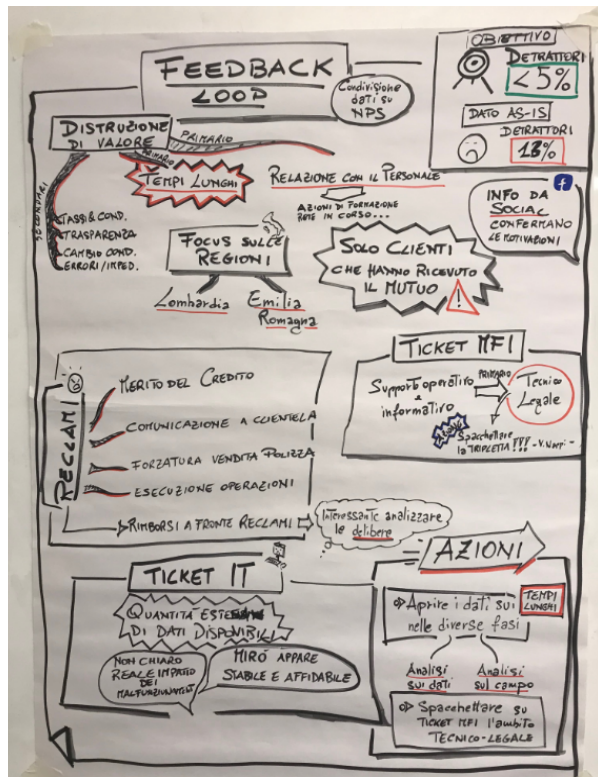 FEEDBACK
LOOP
Condivisione
dati su
NPS
OBIETTIVO
DETRATTORI
<5%
DATO AS-IS
DETRATTORI
13%
DISTRUZIONE
DI VALORE
PRIMARIO
PRIMARIO
TEMPI LUNGHI
RELAZIONE CON IL PERSONALE
AZIONI DI FORMAZIONE
RETE IN CORSO...
SECONDARI
TASSI & COND.
TRASPARENZA
CAMBIO COND.
ERRORI/IMPED.
f
INFO DA
SOCIAL
CONFERMANO
LE MOTIVAZIONI
FOCUS SULLE
REGIONI
Lombardia
Emilia
Romagna
SOLO CLIENTI
CHE HANNO RICEVUTO
IL MUTUO
!
RECLAMI
MERITO DEL CREDITO
COMUNICAZIONE A CLIENTELA
FORZATURA VENDITA POLIZZA
ESECUZIONE OPERAZIONI
RIMBORSI A FRONTE RECLAMI
Interessante analizzare
le delibere
TICKET MFI
Supporto operativo
e
informativo
PRIMARIO
Tecnico
Legale
Spacchettare
la TRIPLETTA!!!
TICKET IT
QUANTITÀ
DI DATI DISPONIBILI
NON CHIARO
REALE IMPATTO
DEI
MALFUNZIONAMENTI
MIRÒ APPARE
STABILE E AFFIDABILE
AZIONI
Aprire i dati sui
TEMPI
LUNGHI
nelle diverse fasi
Analisi
sui dati
Analisi
sul campo
Spacchettare su
TICKET MFI l'ambito
TECNICO-LEGALE